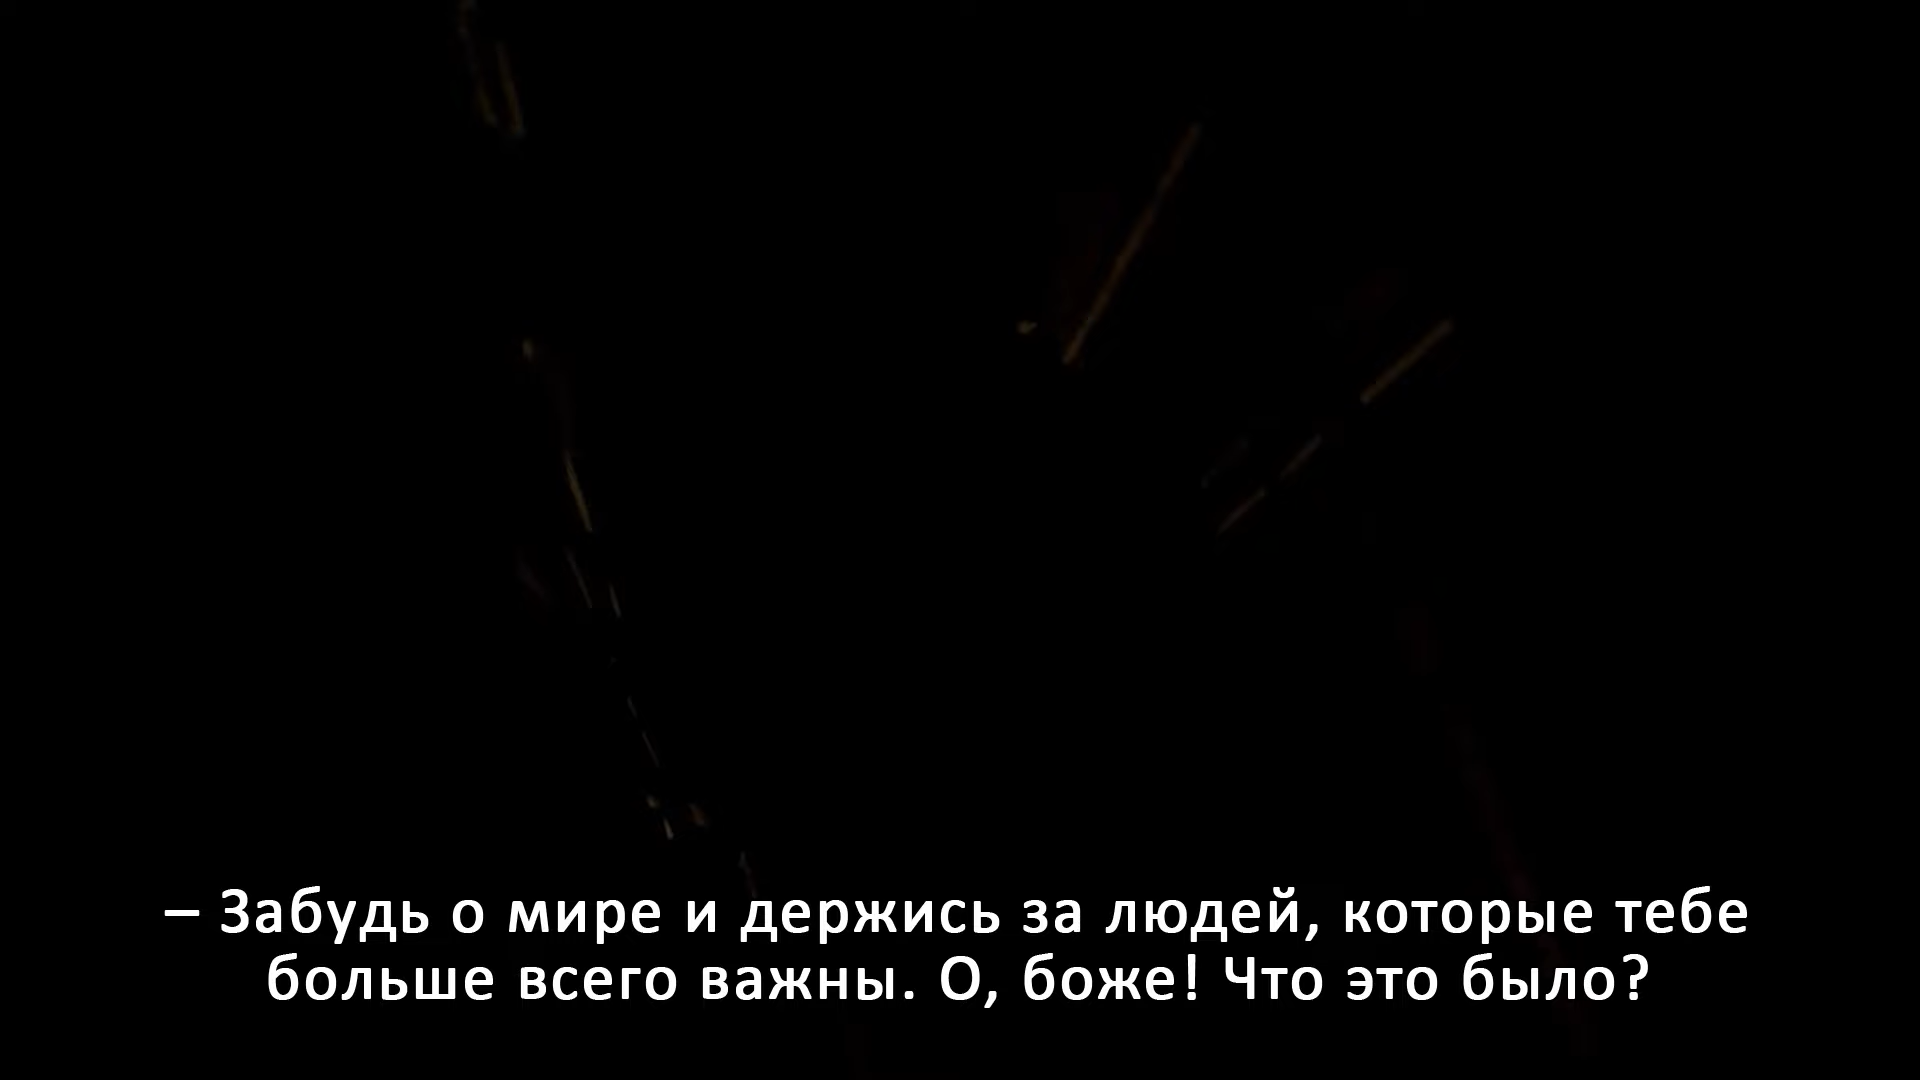 – Забудь о мире и держись за людей, которые тебе
больше всего важны. О, боже! Что это было?